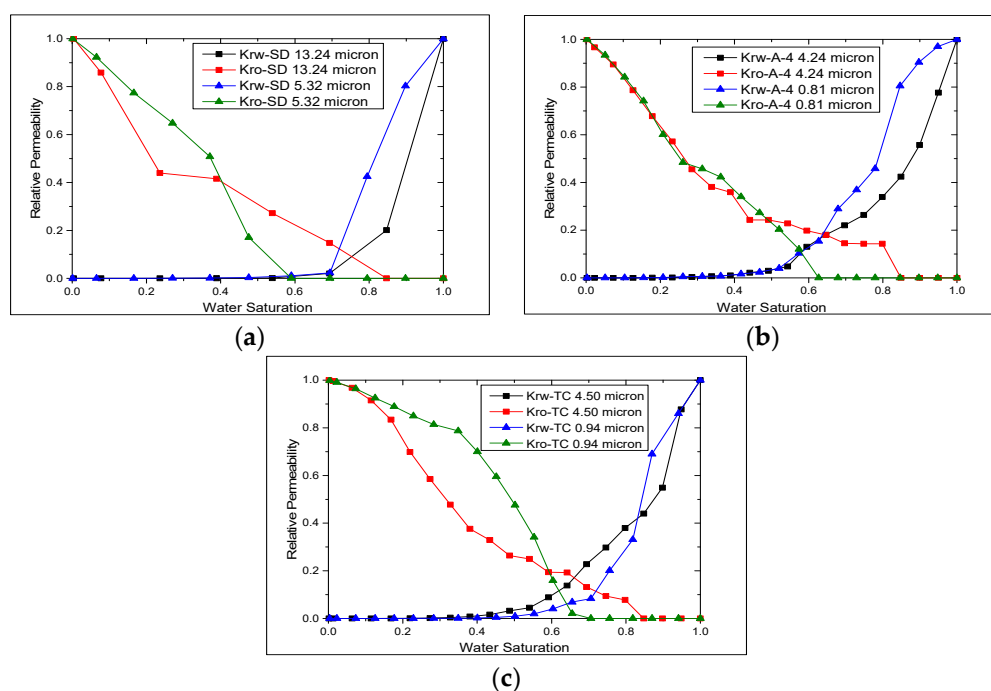 Krw-SD 13.24 micron
Kro-SD 13.24 micron
Krw-SD 5.32 micron
Kro-SD 5.32 micron
Relative Permeability
1.0
0.8
0.6
0.4
0.2
0.0
0.0 0.2 0.4 0.6 0.8 1.0
Water Saturation
(a)
Krw-A-4 4.24 micron
Kro-A-4 4.24 micron
Krw-A-4 0.81 micron
Kro-A-4 0.81 micron
Relative Permeability
1.0
0.8
0.6
0.4
0.2
0.0
0.0 0.2 0.4 0.6 0.8 1.0
Water Saturation
(b)
Krw-TC 4.50 micron
Kro-TC 4.50 micron
Krw-TC 0.94 micron
Kro-TC 0.94 micron
Relative Permeability
1.0
0.8
0.6
0.4
0.2
0.0
0.0 0.2 0.4 0.6 0.8 1.0
Water Saturation
(c)